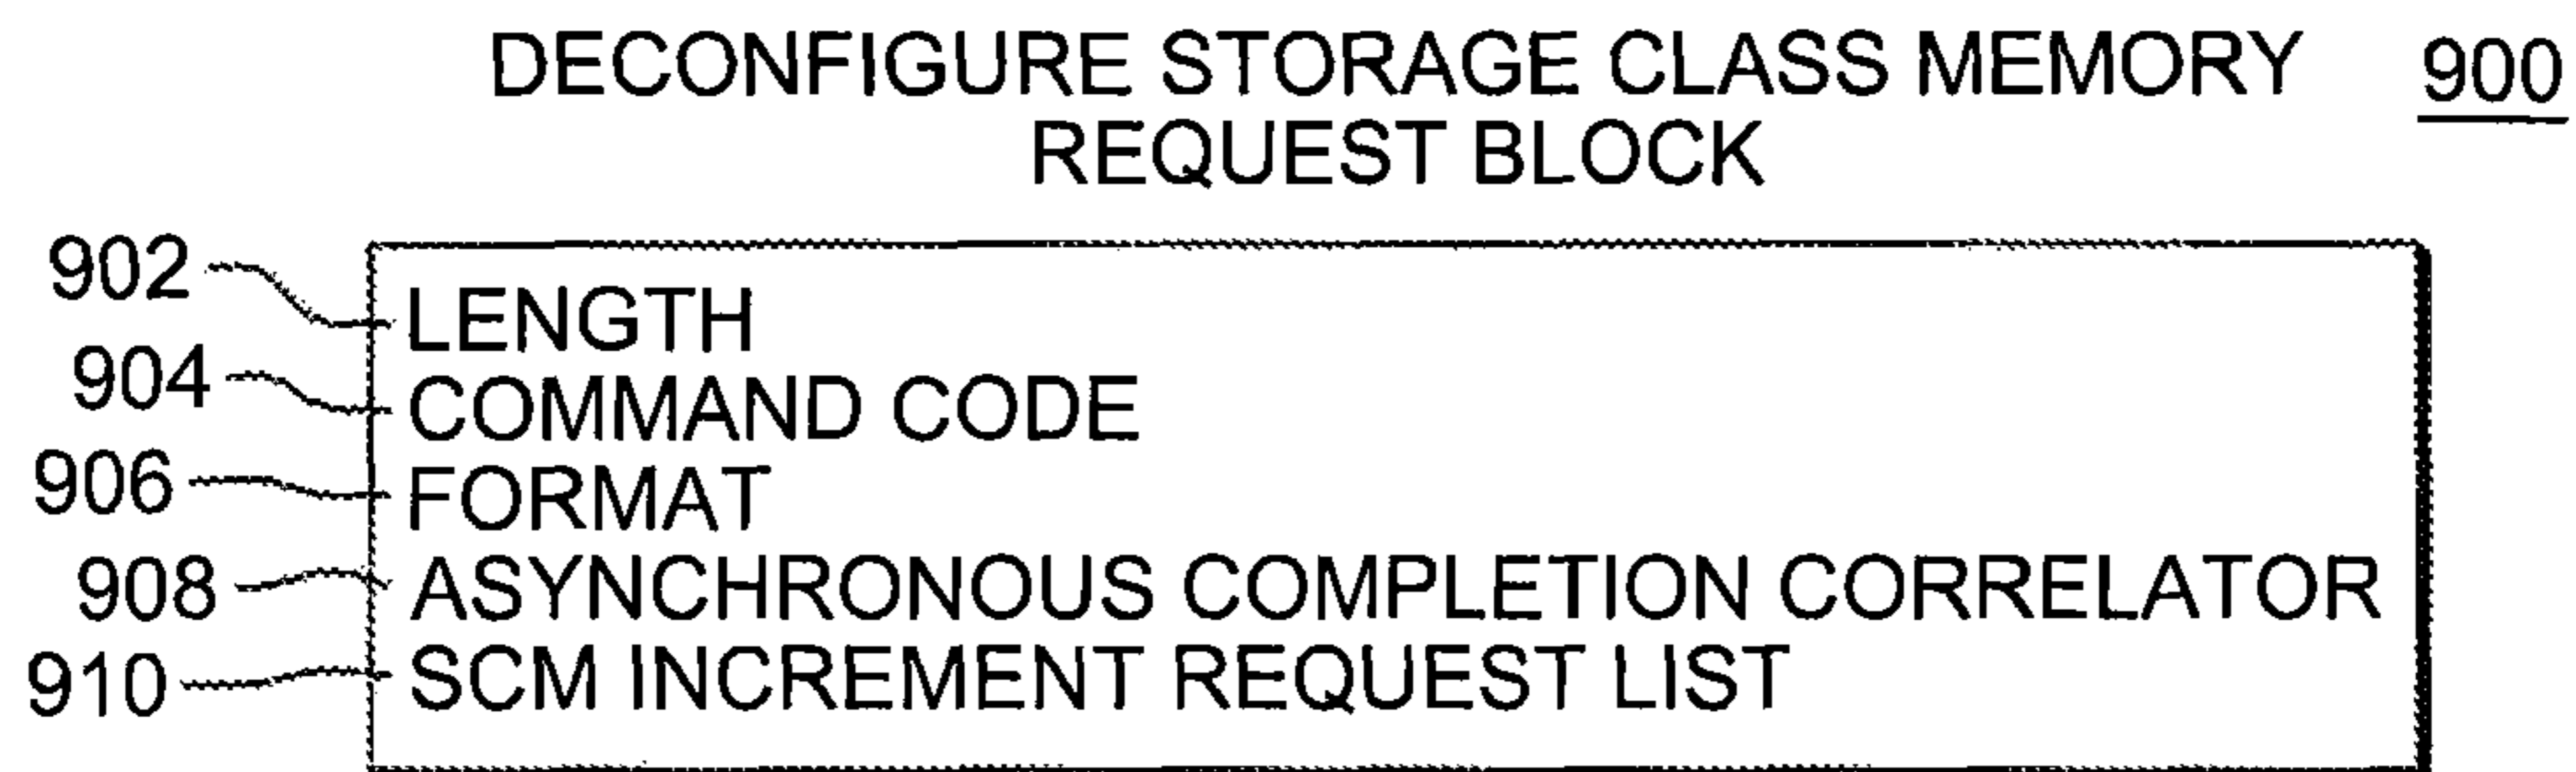 DECONFIGURE STORAGE CLASS MEMORY 900
REQUEST BLOCK
902 LENGTH
904 COMMAND CODE
906 FORMAT
908 ASYNCHRONOUS COMPLETION CORRELATOR
910 SCM INCREMENT REQUEST LIST